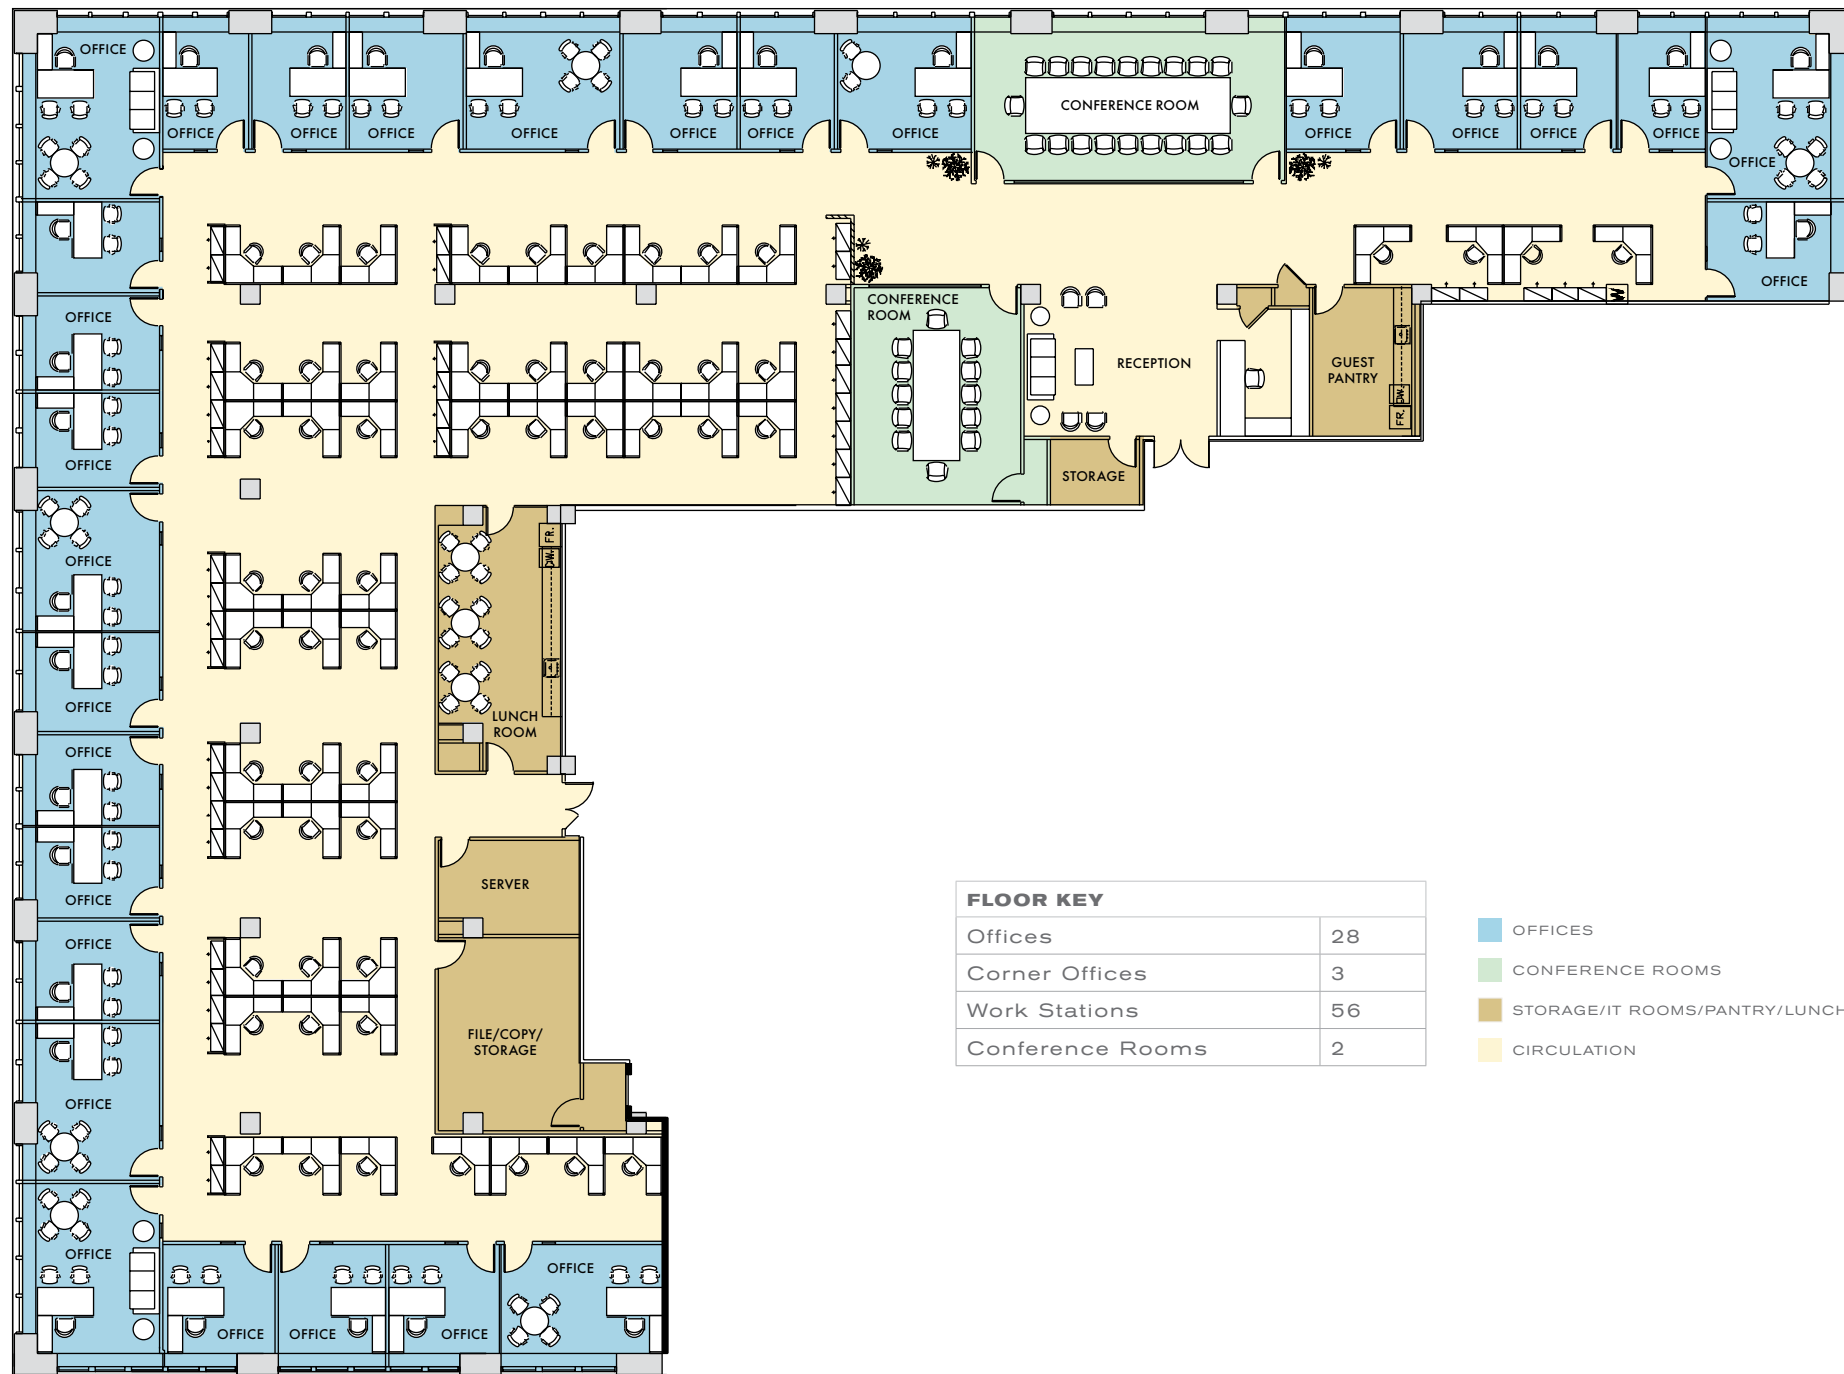 OFFICE
OFFICE
OFFICE
OFFICE
OFFICE
OFFICE
OFFICE
OFFICE
CONFERENCE ROOM
OFFICE
OFFICE
OFFICE
OFFICE
OFFICE
OFFICE
OFFICE
CONFERENCE
ROOM
RECEPTION
GUEST
PANTRY
FR.
DW.
STORAGE
OFFICE
OFFICE
FR.
DW.
OFFICE
LUNCH
ROOM
OFFICE
OFFICE
SERVER
OFFICE
OFFICE
FILE/COPY/
STORAGE
OFFICE
OFFICE
OFFICE
OFFICE
OFFICE
OFFICE
FLOOR KEY
Offices 28
Corner Offices 3
Work Stations 56
Conference Rooms 2
OFFICES
CONFERENCE ROOMS
STORAGE/IT ROOMS/PANTRY/LUNCH
CIRCULATION